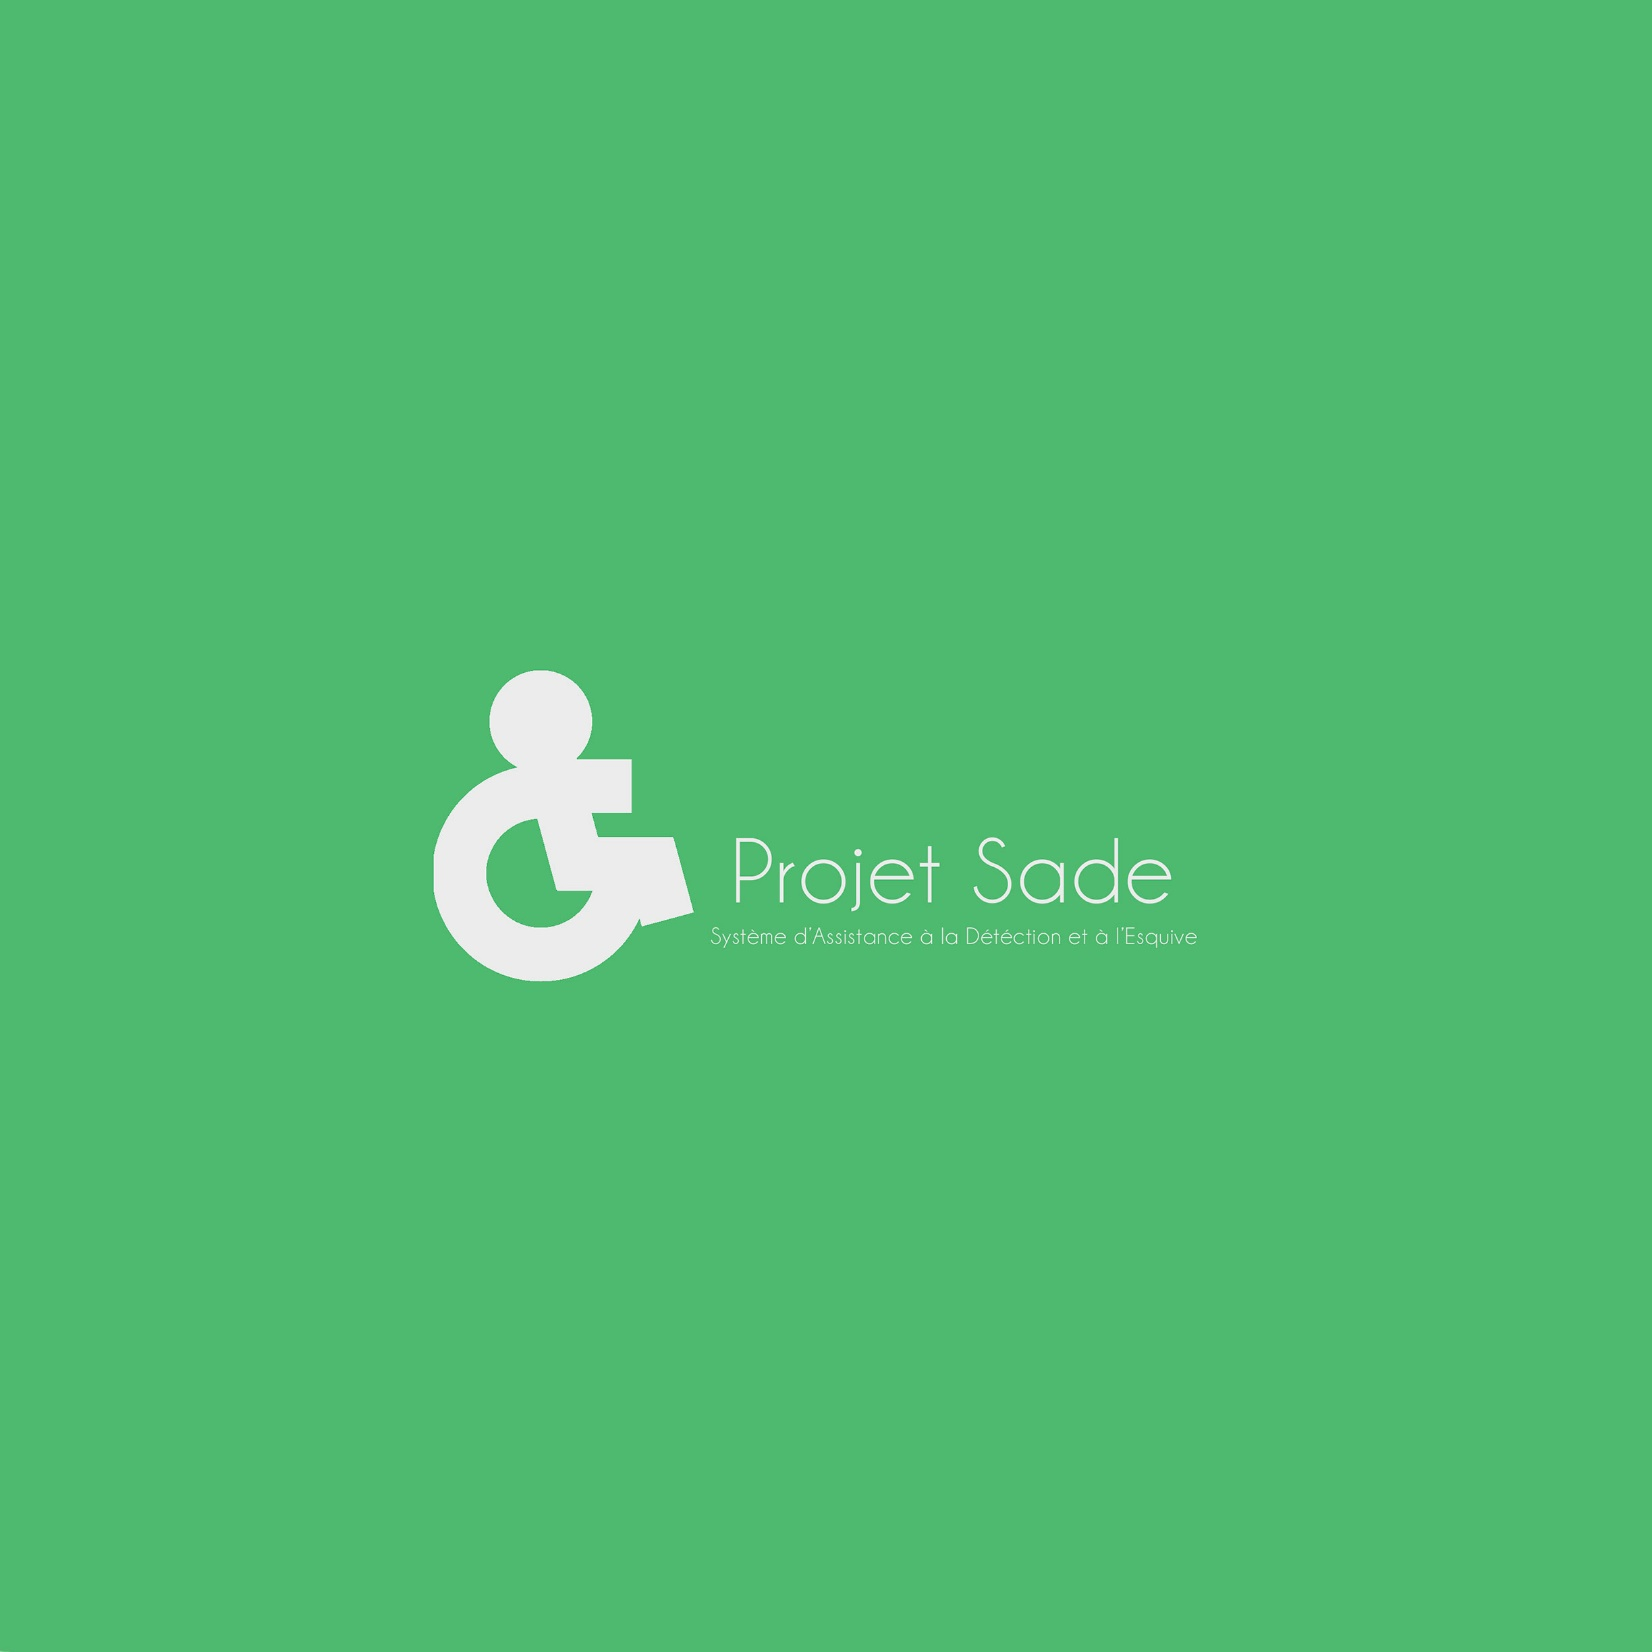 Projet Sade
Système d'Assistance à la Détéction et à l'Esquive